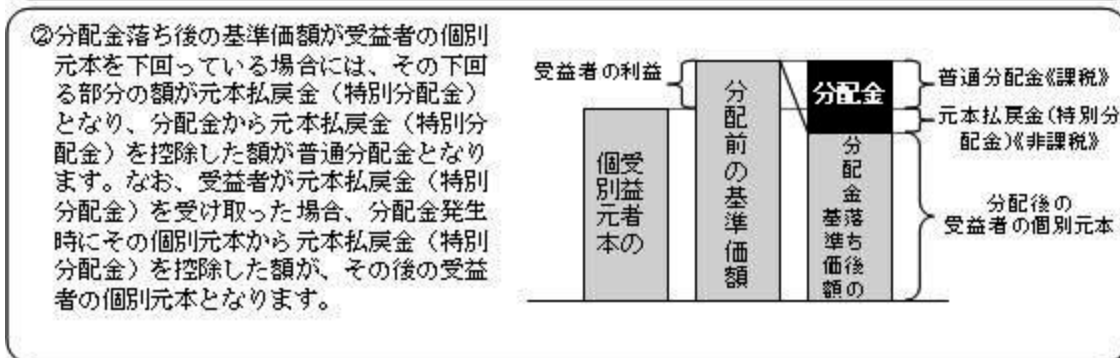 ②分配金落ち後の基準価額が受益者の個別
元本を下回っている場合には、その下回
る部分の額が元本払戻金（特別分配金）
となり、分配金から元本払戻金（特別分
配金）を控除した額が普通分配金となり
ます。なお、受益者が元本払戻金（特別
分配金）を受け取った場合、分配金発生
時にその個別元本から元本払戻金（特別
分配金）を控除した額が、その後の受益
者の個別元本となります。
受益者の利益
受益者の
個別元本
分配前の基準価額
分配金
分配金落ち後の
基準価額
普通分配金《課税》
元本払戻金(特別分
配金)《非課税》
分配後の
受益者の個別元本